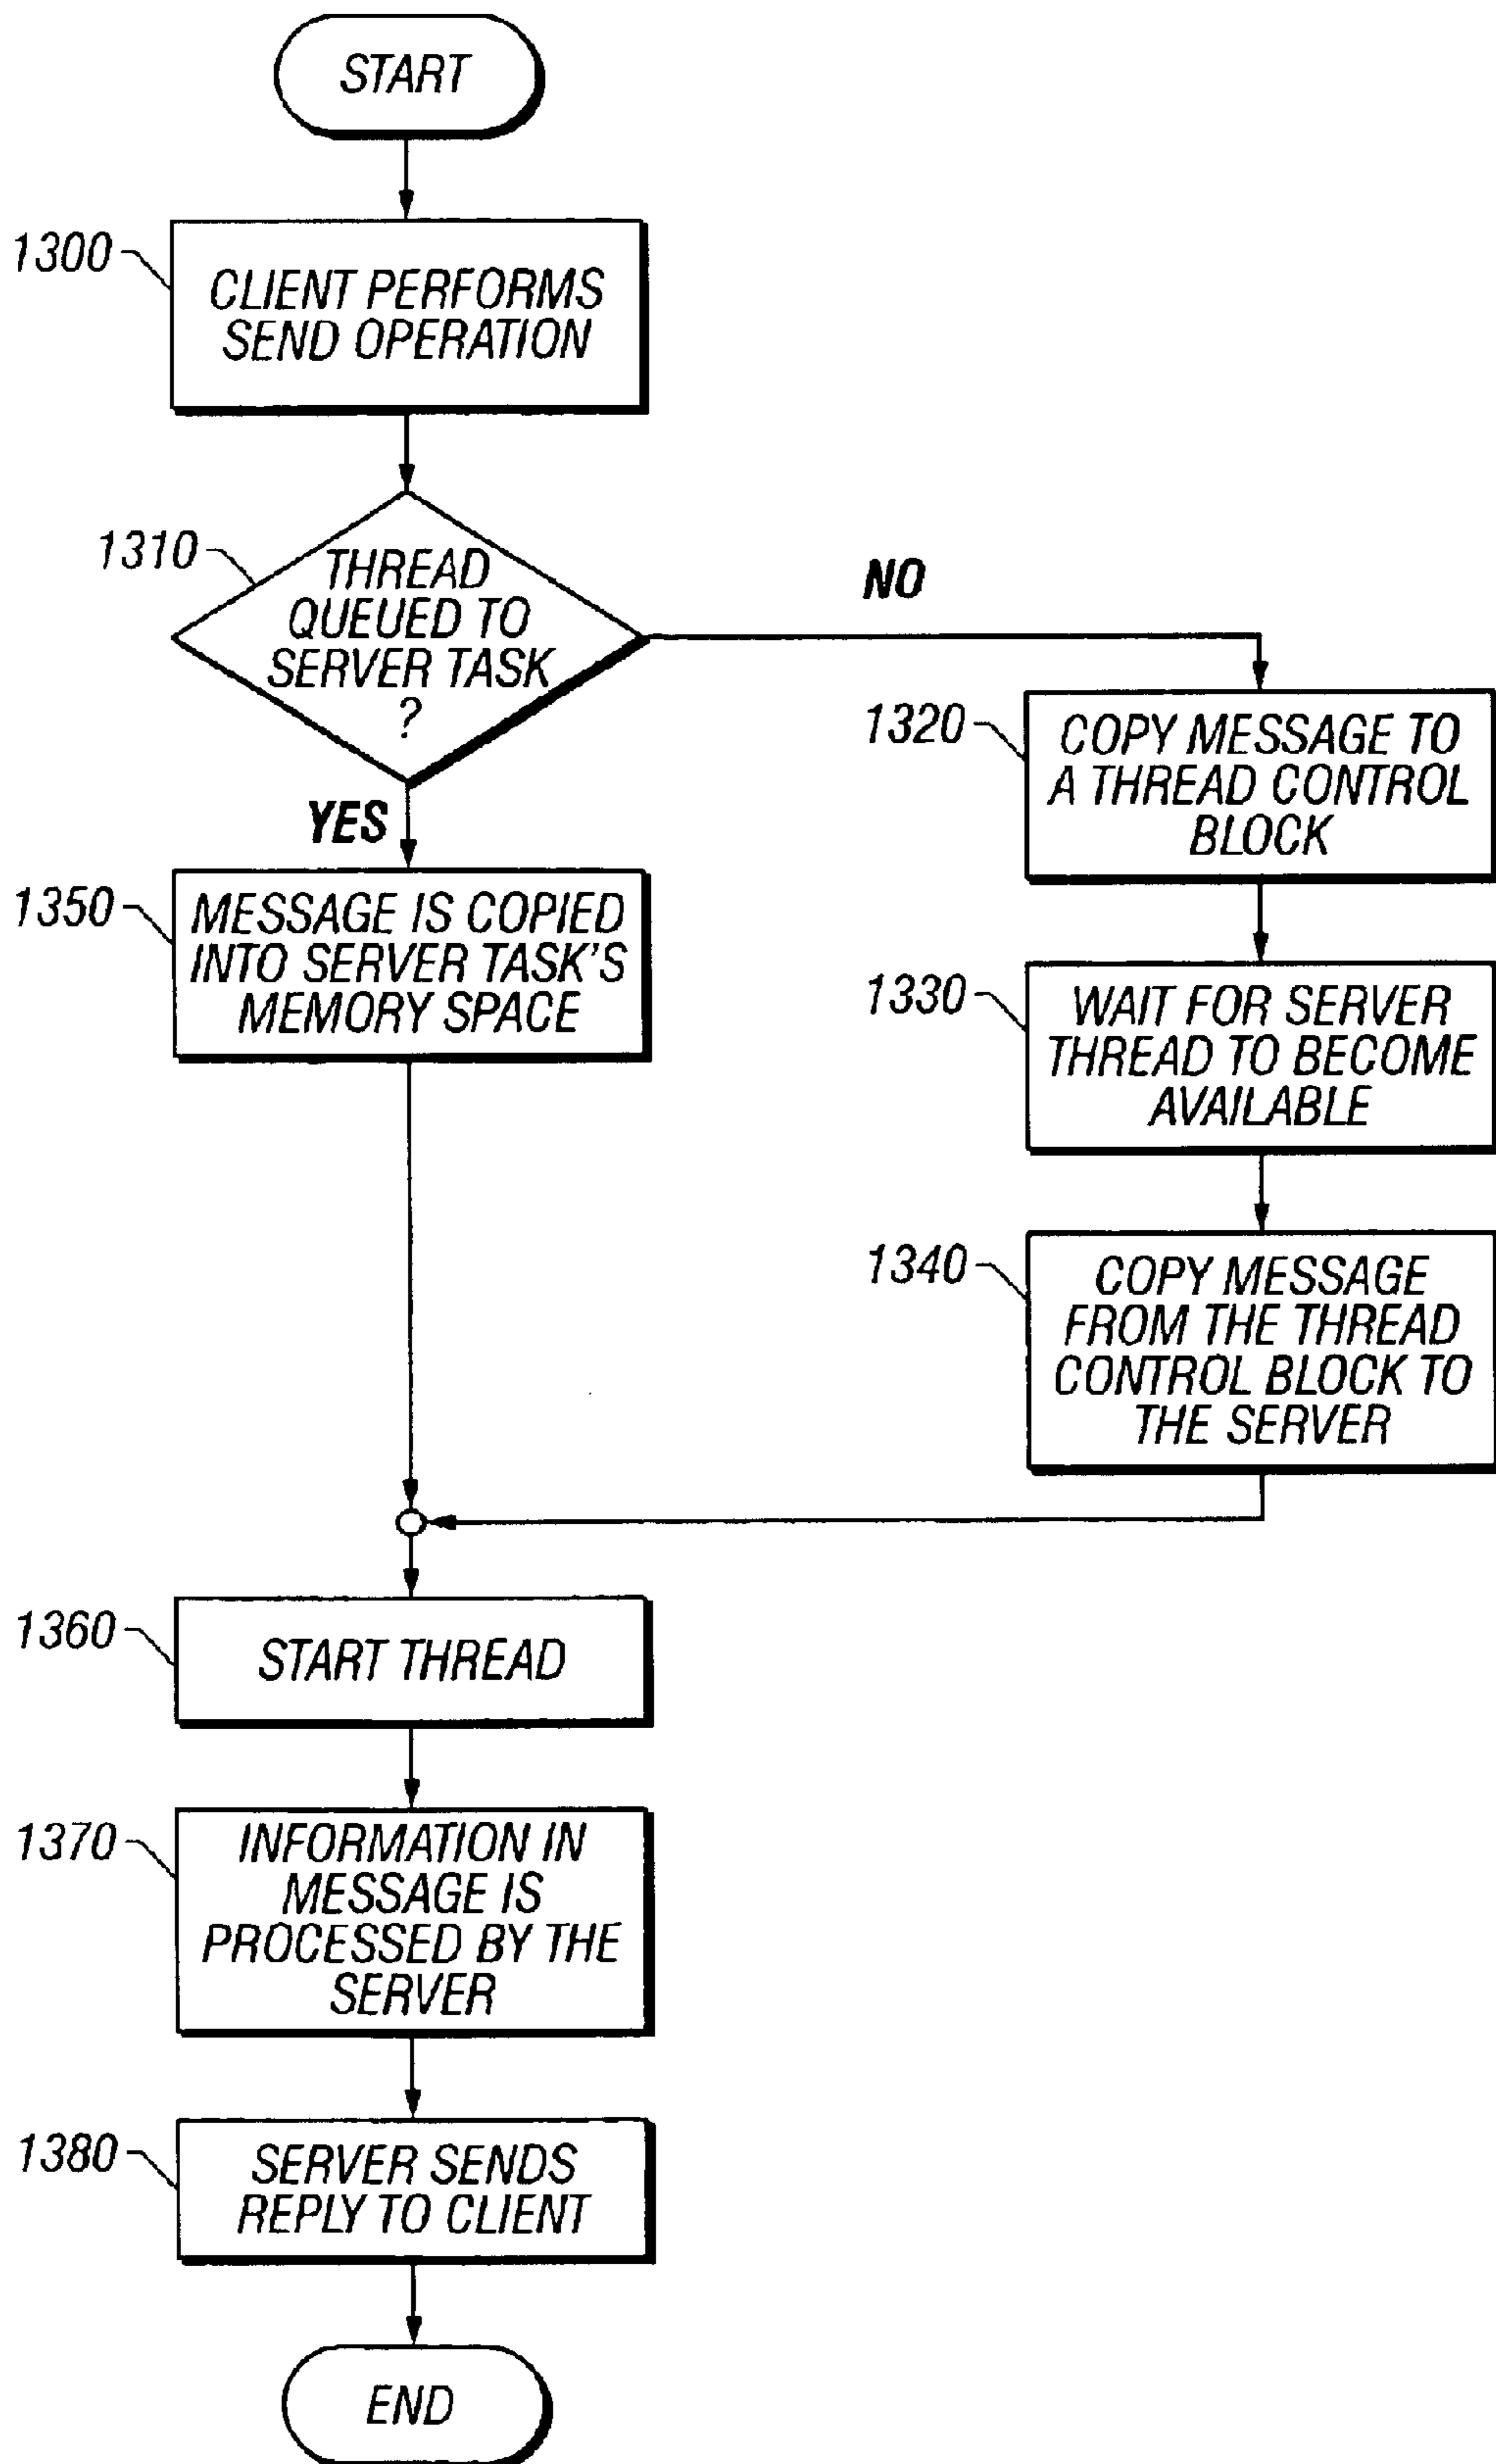 START
1300
CLIENT PERFORMS
SEND OPERATION
1310
THREAD
QUEUED TO
SERVER TASK
?
NO
YES
1320
COPY MESSAGE TO
A THREAD CONTROL
BLOCK
1350
MESSAGE IS COPIED
INTO SERVER TASK'S
MEMORY SPACE
1330
WAIT FOR SERVER
THREAD TO BECOME
AVAILABLE
1340
COPY MESSAGE
FROM THE THREAD
CONTROL BLOCK TO
THE SERVER
1360
START THREAD
1370
INFORMATION IN
MESSAGE IS
PROCESSED BY THE
SERVER
1380
SERVER SENDS
REPLY TO CLIENT
END